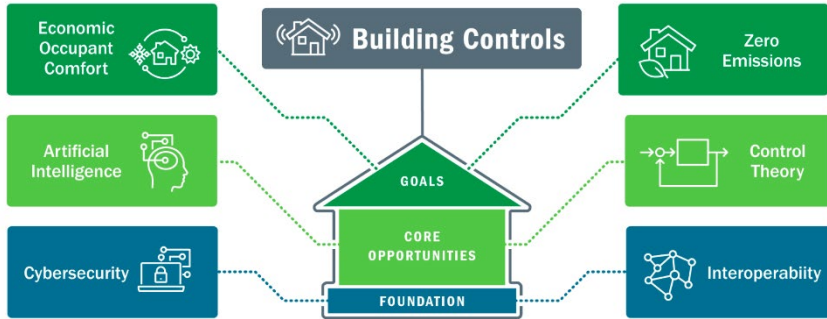 Economic
Occupant
Comfort
Building Controls
Zero
Emissions
Artificial
Intelligence
GOALS
Control
Theory
CORE
OPPORTUNITIES
Cybersecurity
FOUNDATION
Interoperabiity